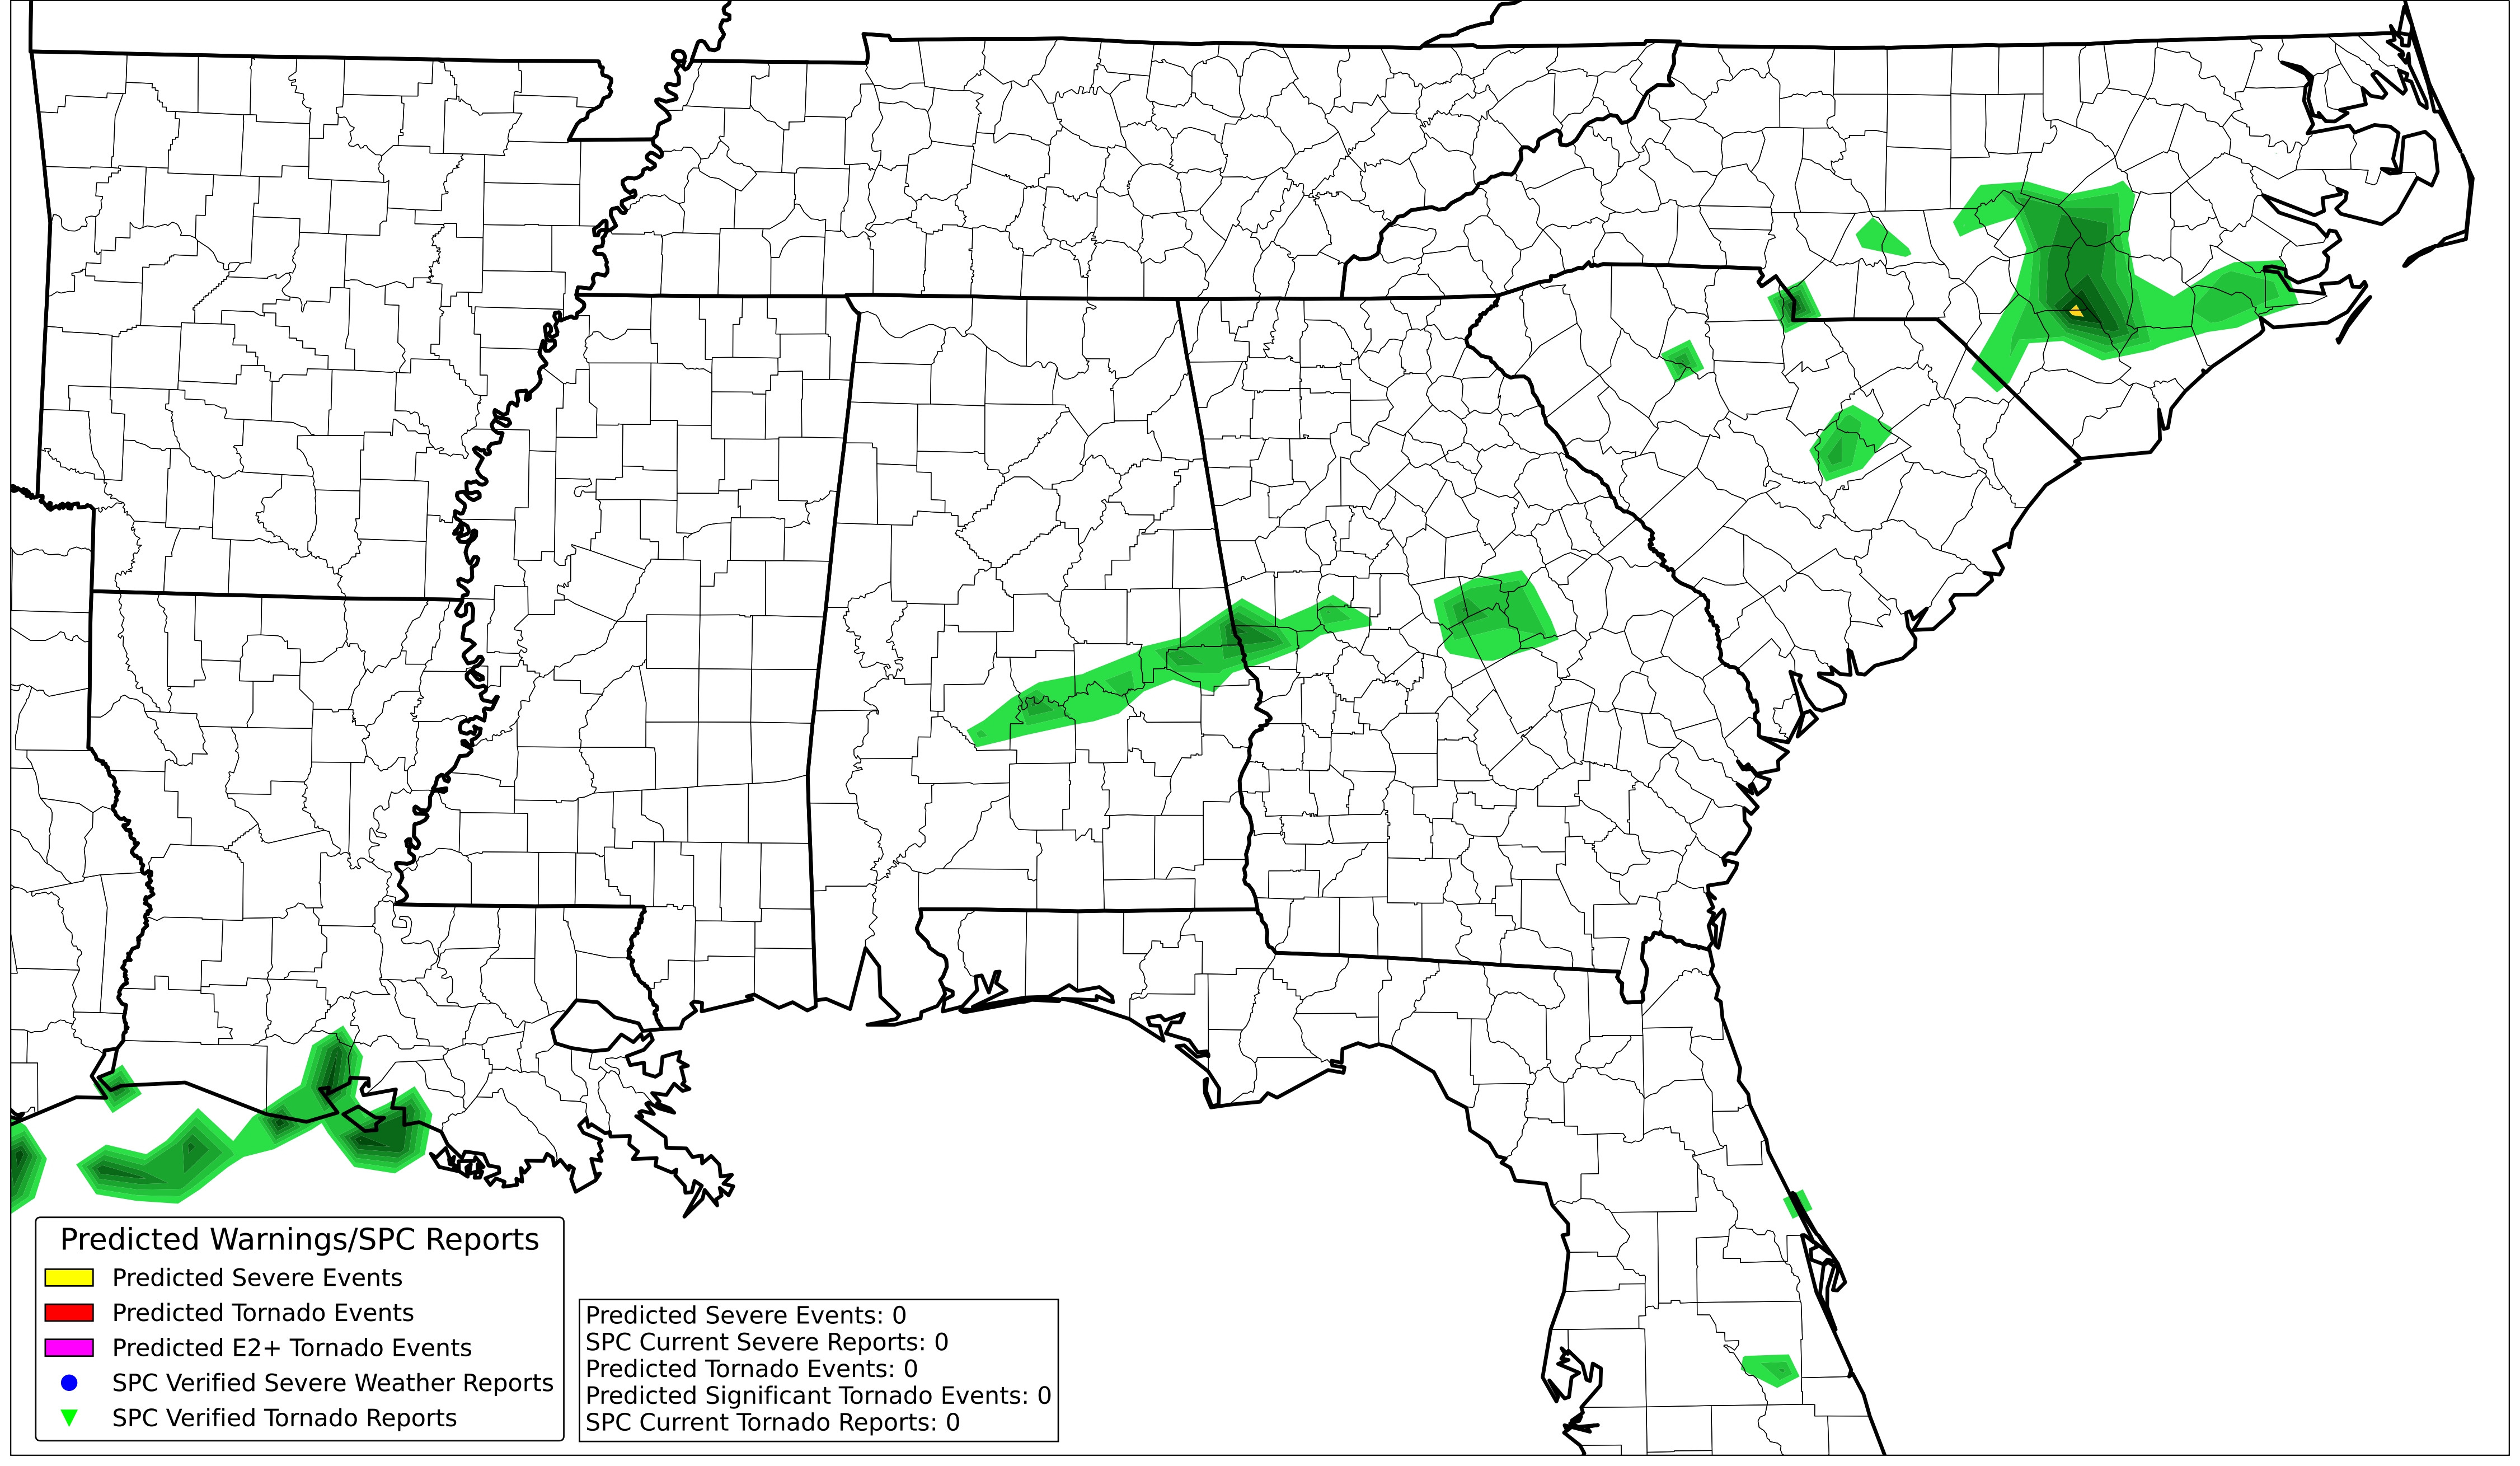 Predicted Warnings/SPC Reports
Predicted Severe Events
Predicted Tornado Events
Predicted E2+ Tornado Events
SPC Verified Severe Weather Reports
SPC Verified Tornado Reports
Predicted Severe Events: 0
SPC Current Severe Reports: 0
Predicted Tornado Events: 0
Predicted Significant Tornado Events: 0
SPC Current Tornado Reports: 0